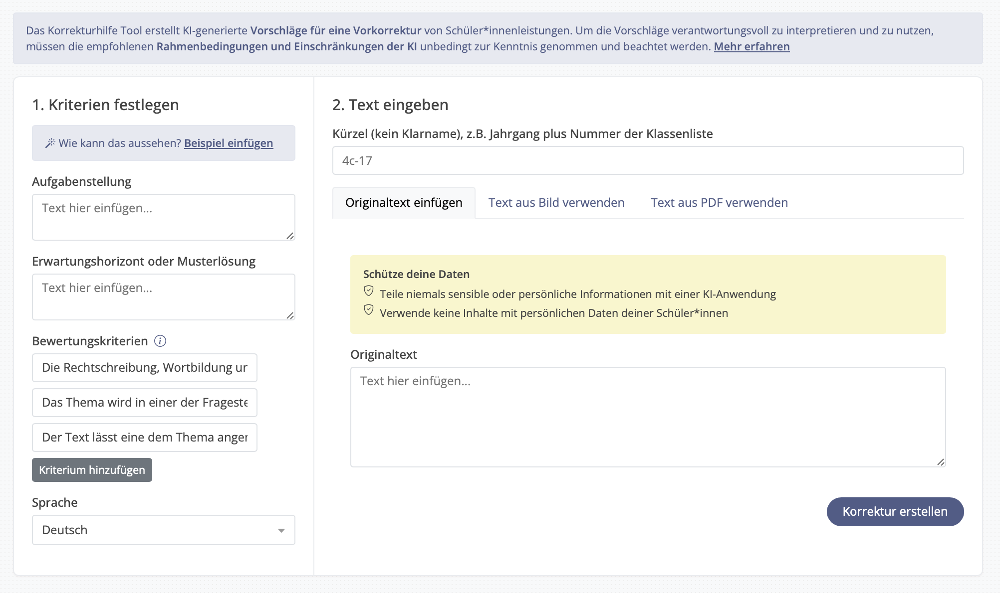 Das Korrekturhilfe Tool erstellt KI-generierte Vorschläge für eine Vorkorrektur von Schüler*innenleistungen. Um die Vorschläge verantwortungsvoll zu interpretieren und zu nutzen,
müssen die empfohlenen Rahmenbedingungen und Einschränkungen der KI unbedingt zur Kenntnis genommen und beachtet werden. Mehr erfahren
1. Kriterien festlegen
Wie kann das aussehen? Beispiel einfügen
Aufgabenstellung
Text hier einfügen...
Erwartungshorizont oder Musterlösung
Text hier einfügen...
Bewertungskriterien
Die Rechtschreibung, Wortbildung
Das Thema wird in einer der
Der Text lässt eine dem Thema
Kriterium hinzufügen
Sprache
Deutsch
2. Text eingeben
Kürzel (kein Klarname), z.B. Jahrgang plus Nummer der Klassenliste
4c-17
Originaltext einfügen
Text aus Bild verwenden
Text aus PDF verwenden
Schütze deine Daten
Teile niemals sensible oder persönliche Informationen mit einer KI-Anwendung
Verwende keine Inhalte mit persönlichen Daten deiner Schüler*innen
Originaltext
Text hier einfügen...
Korrektur erstellen